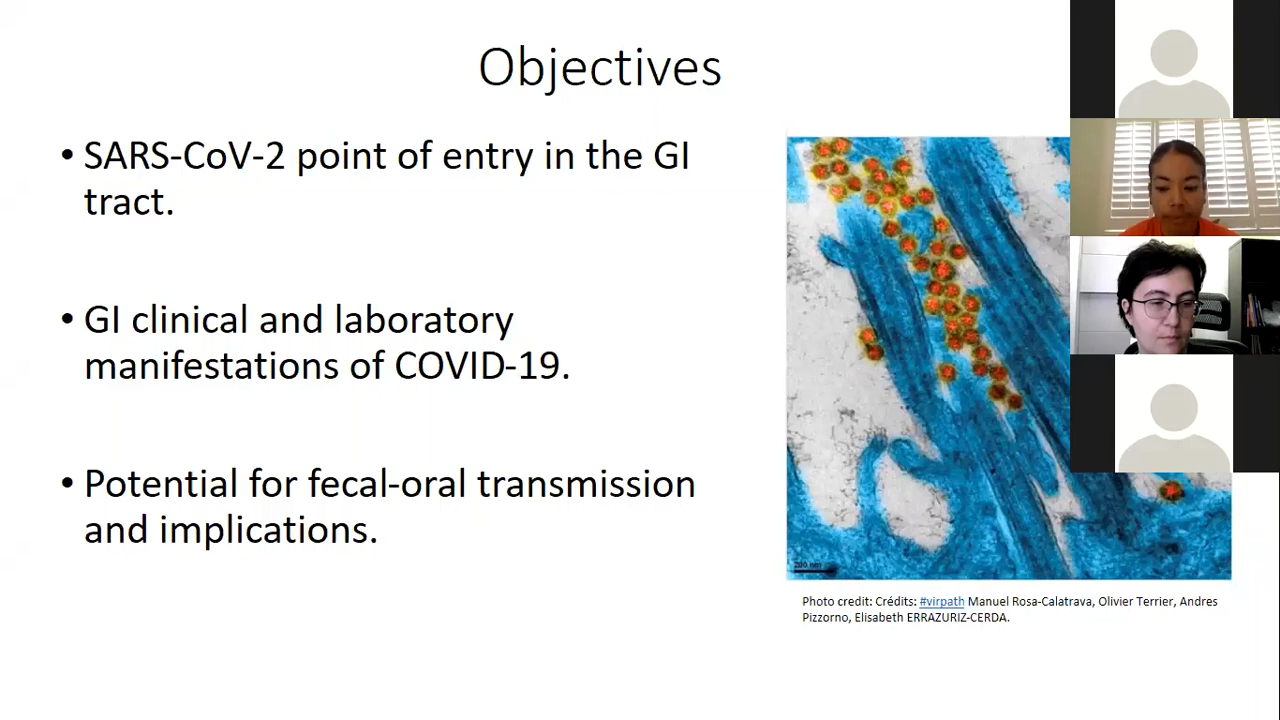 Objectives
• SARS-CoV-2 point of entry in the GI
tract.
• GI clinical and laboratory
manifestations of COVID-19.
• Potential for fecal-oral transmission
and implications.
200 nm
Photo credit: Crédits: #virpath Manuel Rosa-Calatrava, Olivier Terrier, Andres
Pizzorno, Elisabeth ERRAZURIZ-CERDA.